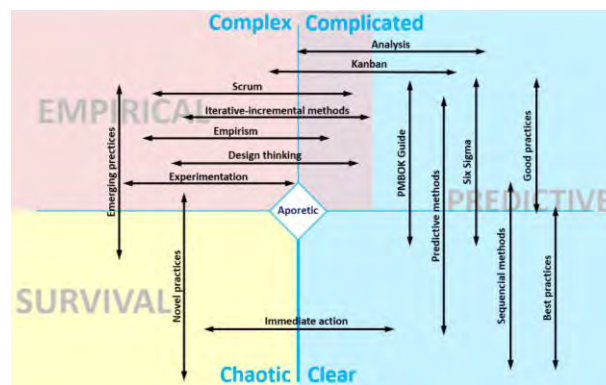 Complex Complicated
Analysis
Kanban
Scrum
EMPIRICAL
Iterative-incremental methods
Empirism
Design thinking
Experimentation
Emerging prectices
PMBOK Guide
Predictive methods
Six Sigma
Good practices
PREDICTIVE
Aporetic
SURVIVAL
Novel practices
Immediate action
Sequencial methods
Best practices
Chaotic Clear